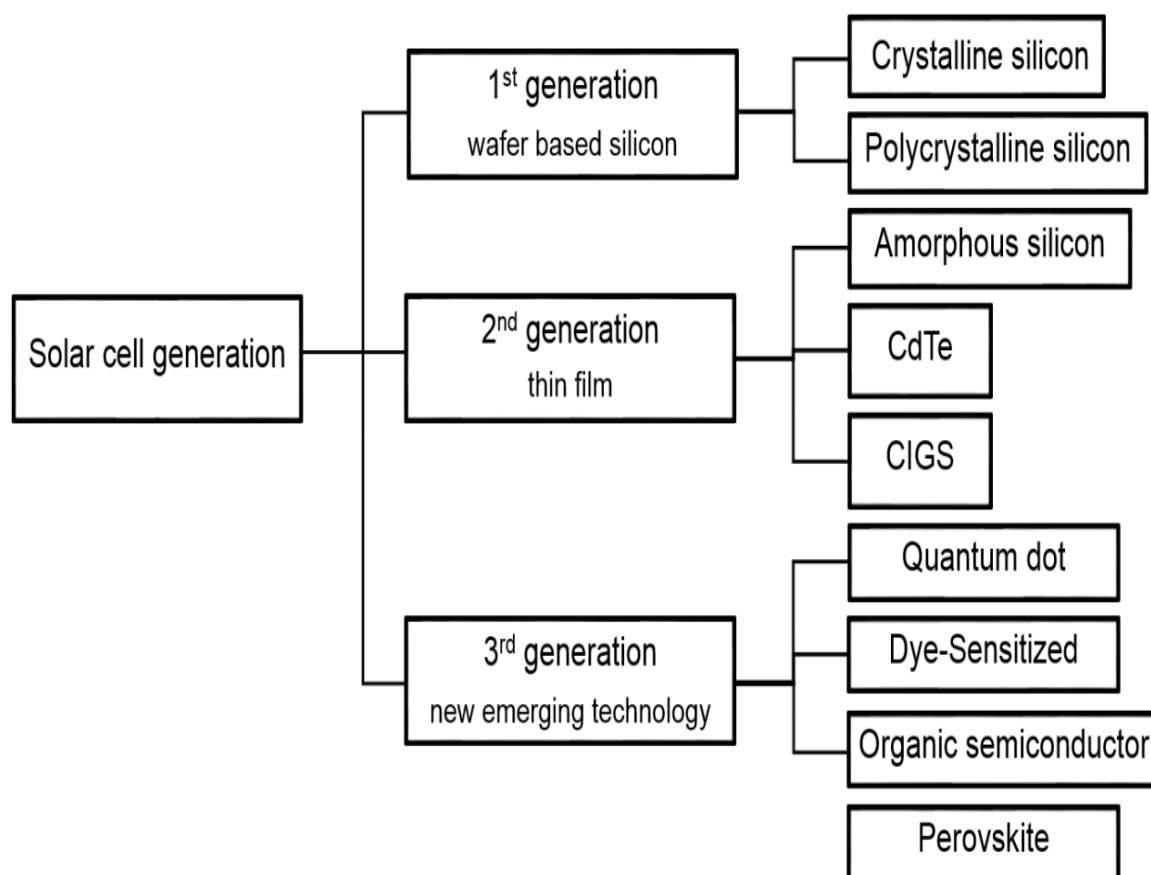 Solar cell generation
1st generation
wafer based silicon
Crystalline silicon
Polycrystalline silicon
2nd generation
thin film
Amorphous silicon
CdTe
CIGS
3rd generation
new emerging technology
Quantum dot
Dye-Sensitized
Organic semiconductor
Perovskite